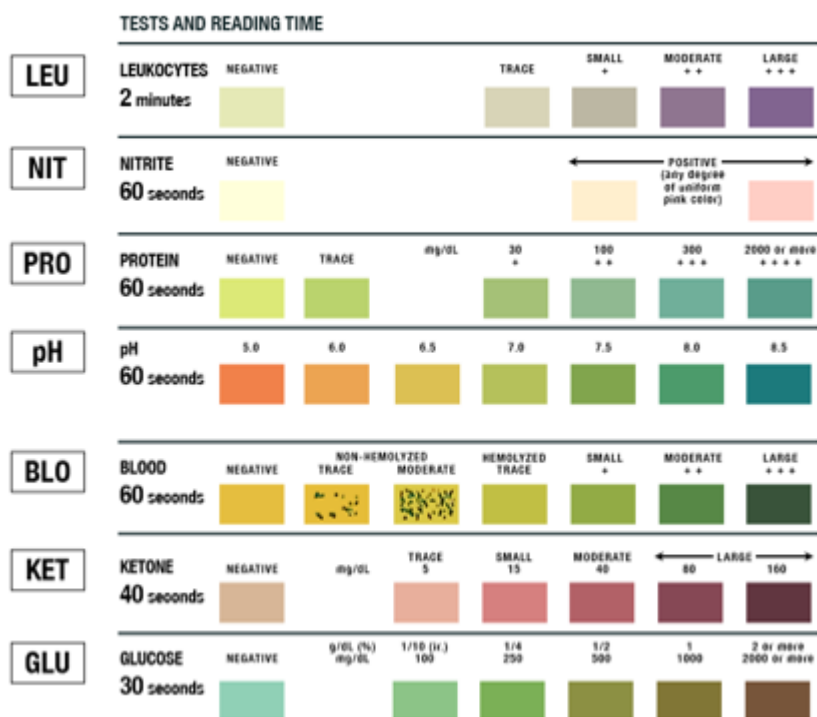 TESTS AND READING TIME
LEU
LEUKOCYTES
2 minutes
NEGATIVE TRACE SMALL + MODERATE ++ LARGE +++
NIT
NITRITE
60 seconds
NEGATIVE POSITIVE (any degree of uniform pink color)
PRO
PROTEIN
60 seconds
NEGATIVE TRACE mg/dL 30 + 100 ++ 300 +++ 2000 or more ++++
pH
pH
60 seconds
5.0 6.0 6.5 7.0 7.5 8.0 8.5
BLO
BLOOD
60 seconds
NEGATIVE NON-HEMOLYZED TRACE MODERATE HEMOLYZED TRACE SMALL + MODERATE ++ LARGE +++
KET
KETONE
40 seconds
NEGATIVE mg/dL TRACE 5 SMALL 15 MODERATE 40 LARGE 80 160
GLU
GLUCOSE
30 seconds
NEGATIVE g/dL (%) mg/dL 1/10 (tr.) 100 1/4 250 1/2 500 1 1000 2 or more 2000 or more